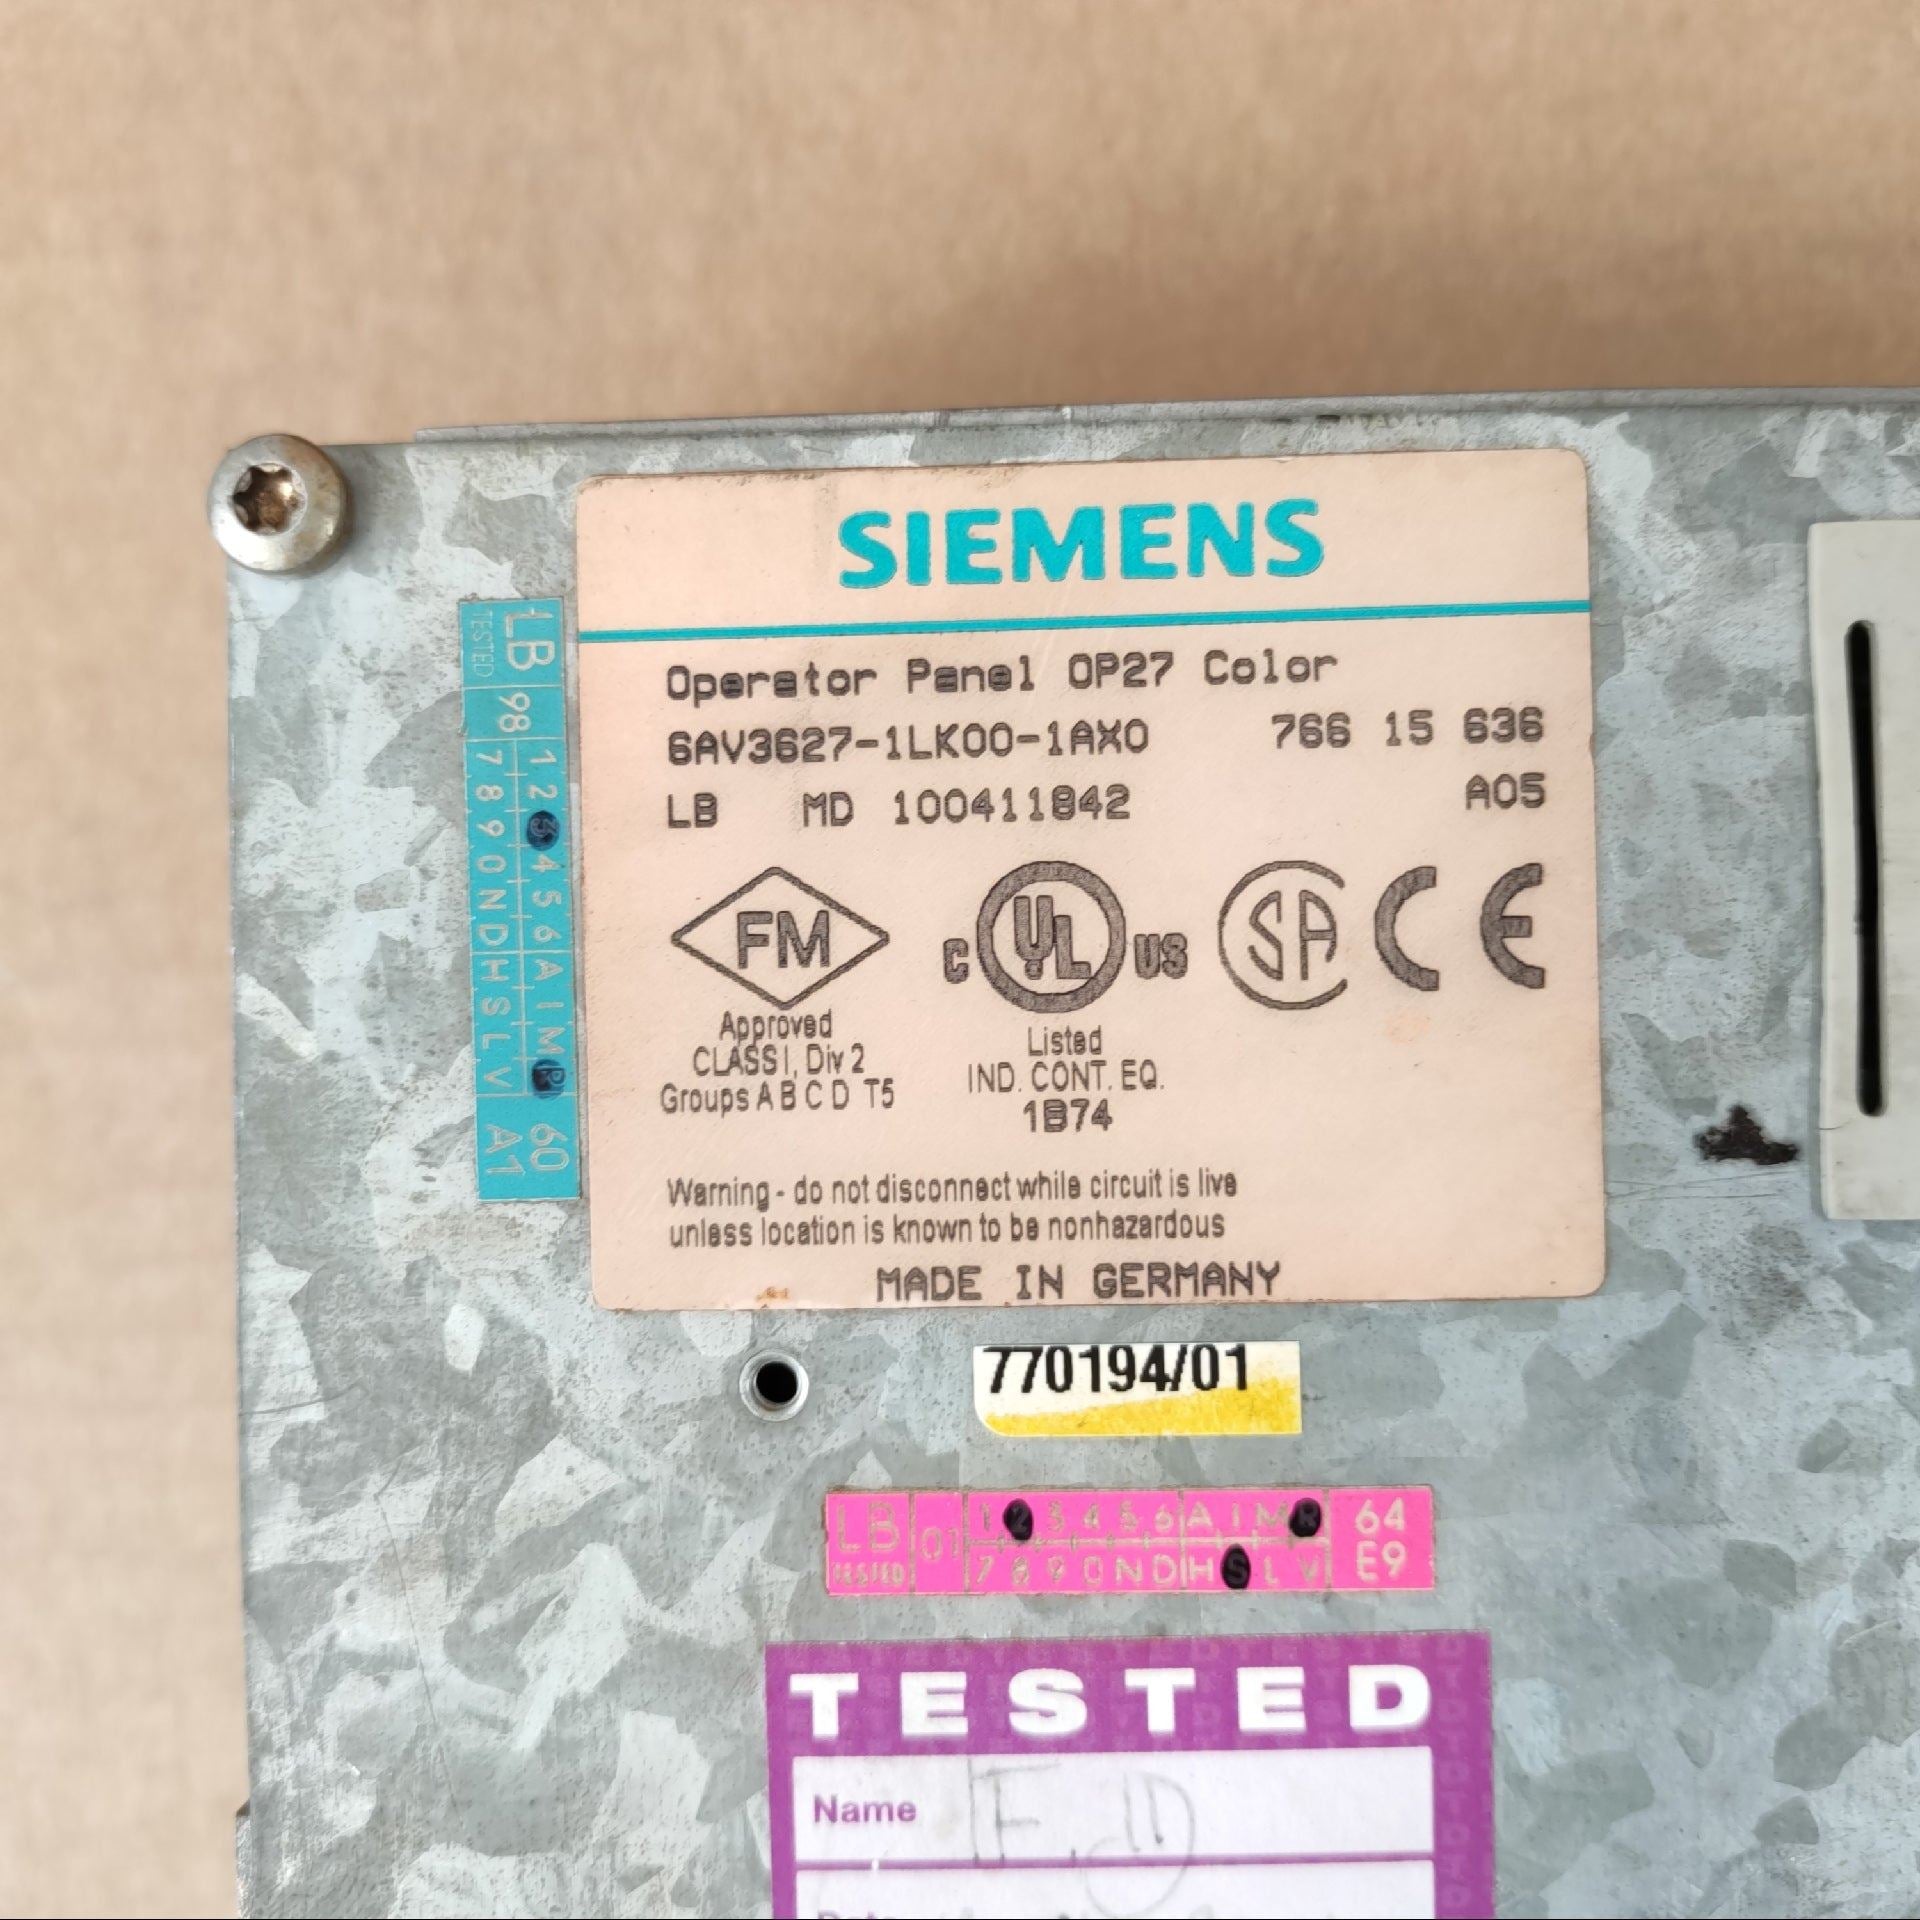 SIEMENS
Operator Panel OP27 Color
6AV3627-1LK00-1AX0 766 15 636
LB MD 100411842 A05
FM
C UL US SA CE
Approved
CLASS I, Div 2
Groups A B C D T5
Listed
IND. CONT. EQ.
1B74
Warning - do not disconnect while circuit is live
unless location is known to be nonhazardous
MADE IN GERMANY
LB TESTED 98 1 2 3 4 5 6 A I M R 60
7 8 9 0 N D H S L V A1
770194/01
LB 01 1 2 3 4 5 6 A I M R 64
TESTED 7 8 9 0 N D H S L V E9
TESTED
Name